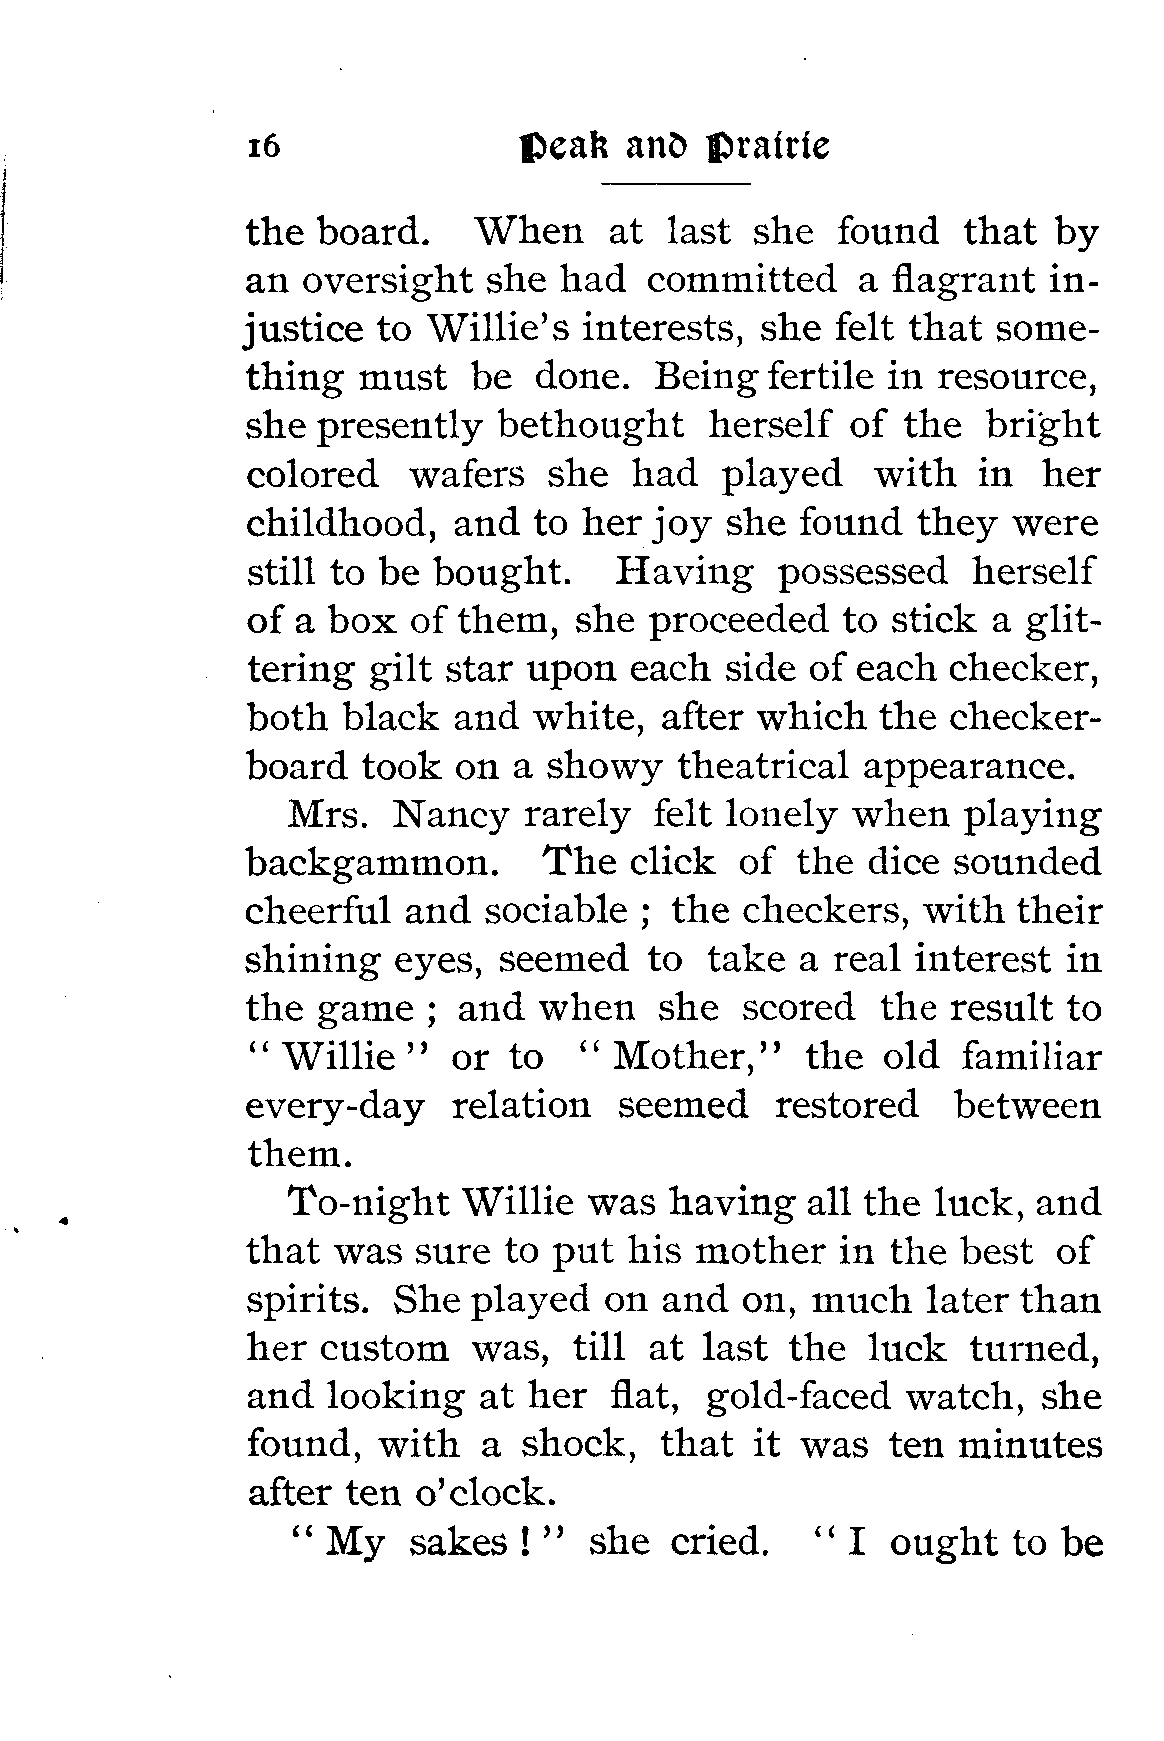 16 Peak and Prairie
the board. When at last she found that by
an oversight she had committed a flagrant in-
justice to Willie's interests, she felt that some-
thing must be done. Being fertile in resource,
she presently bethought herself of the bright
colored wafers she had played with in her
childhood, and to her joy she found they were
still to be bought. Having possessed herself
of a box of them, she proceeded to stick a glit-
tering gilt star upon each side of each checker,
both black and white, after which the checker-
board took on a showy theatrical appearance.
Mrs. Nancy rarely felt lonely when playing
backgammon. The click of the dice sounded
cheerful and sociable ; the checkers, with their
shining eyes, seemed to take a real interest in
the game ; and when she scored the result to
" Willie " or to " Mother," the old familiar
every-day relation seemed restored between
them.
To-night Willie was having all the luck, and
that was sure to put his mother in the best of
spirits. She played on and on, much later than
her custom was, till at last the luck turned,
and looking at her flat, gold-faced watch, she
found, with a shock, that it was ten minutes
after ten o'clock.
" My sakes ! " she cried. " I ought to be